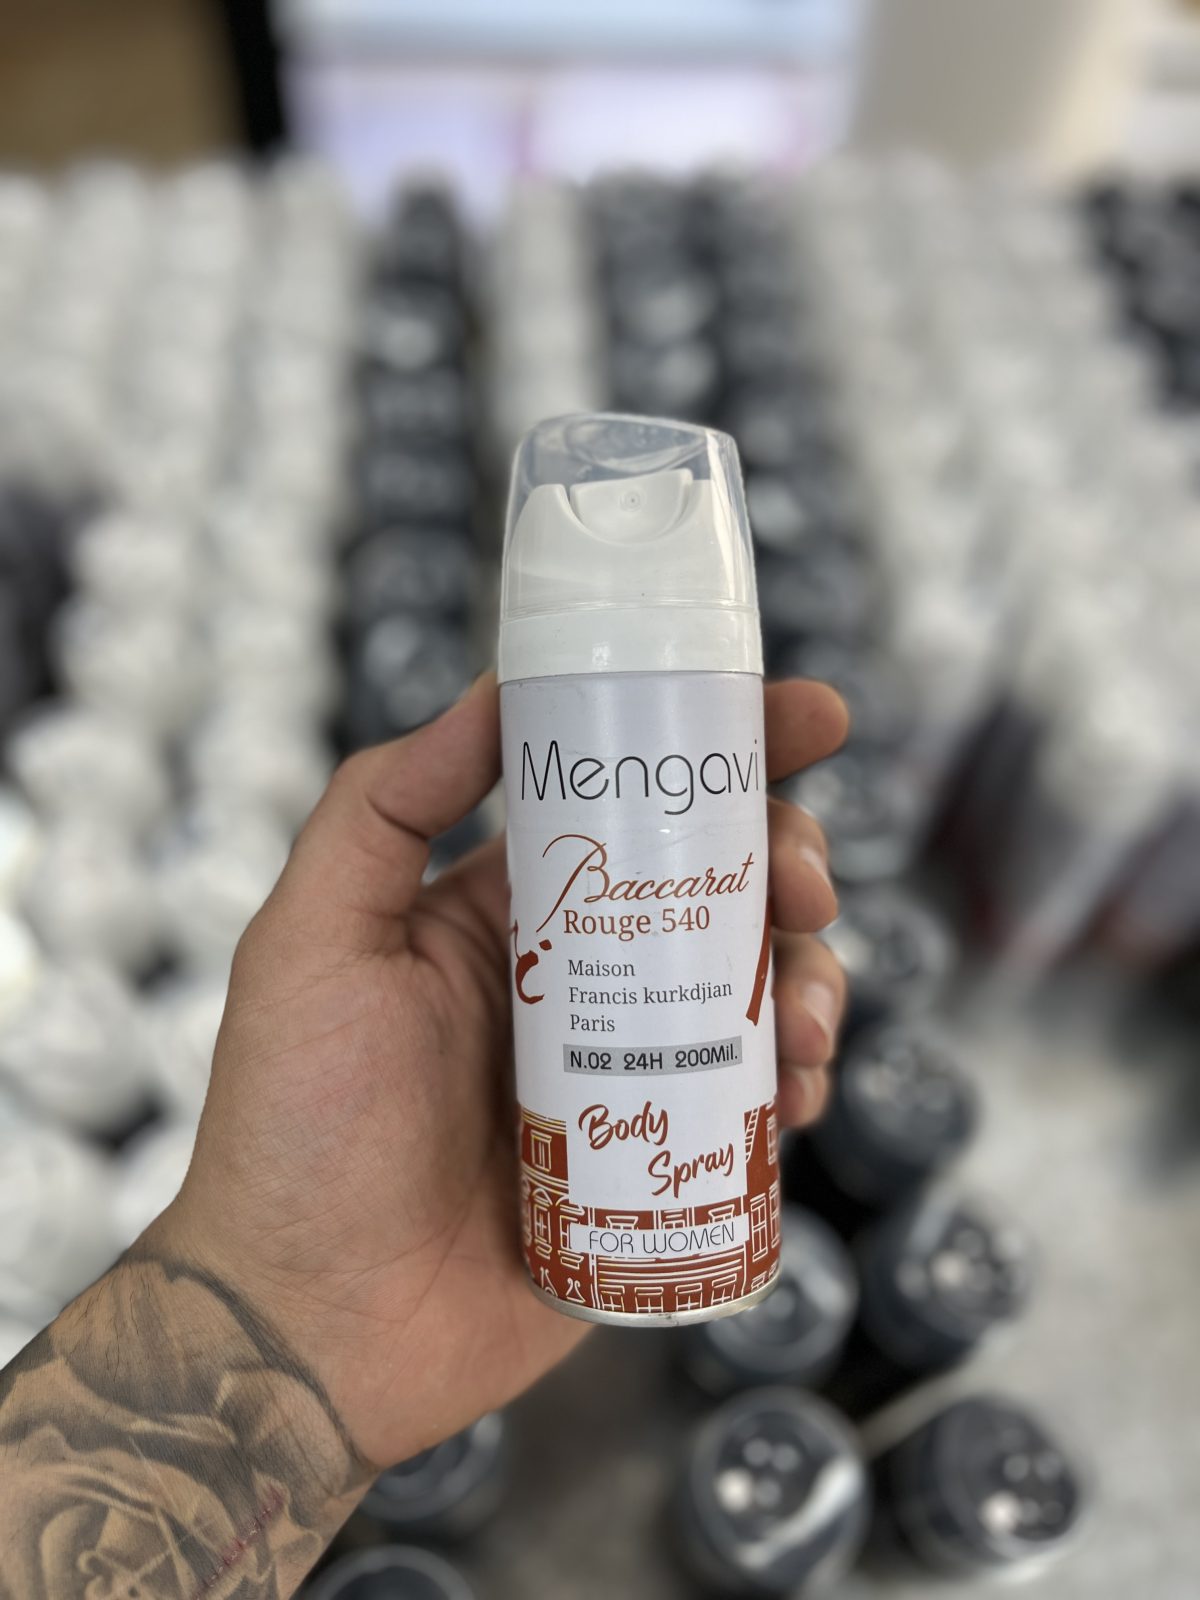 Mengavi
Baccarat
Rouge 540
Maison
Francis kurkdjian
Paris
N.02 24H 200Mil.
Body
Spray
FOR WOMEN